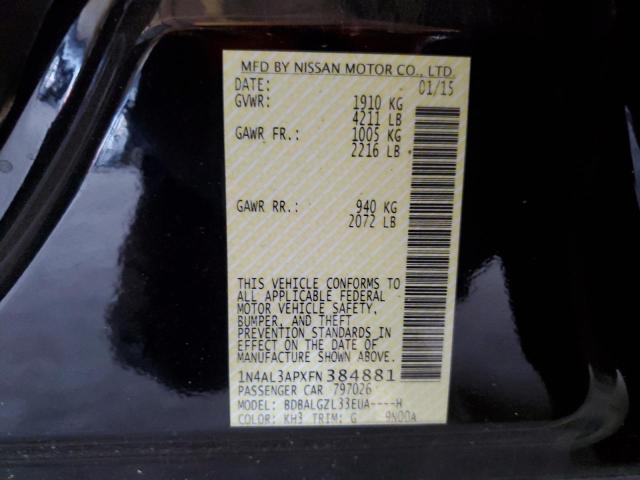 MFD BY NISSAN MOTOR CO., LTD.
DATE: 01/15
GVWR: 1910 KG
4211 LB
GAWR FR.: 1005 KG
2216 LB
GAWR RR.: 940 KG
2072 LB
THIS VEHICLE CONFORMS TO
ALL APPLICABLE FEDERAL
MOTOR VEHICLE SAFETY,
BUMPER, AND THEFT
PREVENTION STANDARDS IN
EFFECT ON THE DATE OF
MANUFACTURE SHOWN ABOVE.
1N4AL3APXFN384881
PASSENGER CAR 797026
MODEL: BDBALGZL33EUA----H
COLOR: KH3 TRIM: G 9N00A